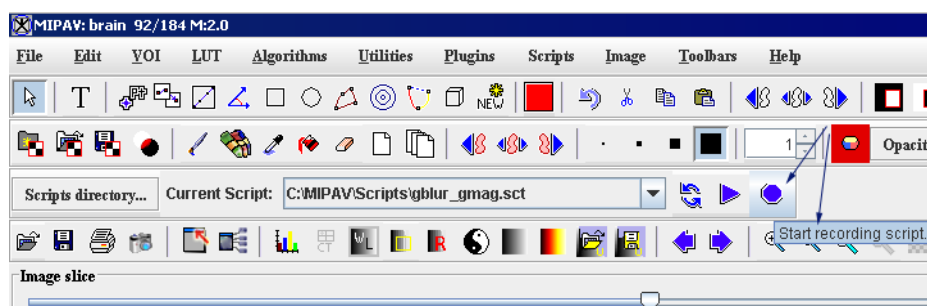 MIPAV: brain 92/184 M:2.0
File Edit VOI LUT Algorithms Utilities Plugins Scripts Image Toolbars Help
T NEW
1 Opacit
Scripts directory... Current Script: C:\MIPAV\Scripts\gblur_gmag.sct
WL R Start recording script.
Image slice